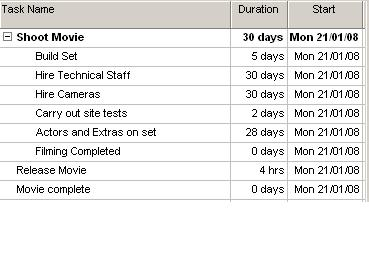 Task Name Duration Start
Shoot Movie 30 days Mon 21/01/08
Build Set 5 days Mon 21/01/08
Hire Technical Staff 30 days Mon 21/01/08
Hire Cameras 30 days Mon 21/01/08
Carry out site tests 2 days Mon 21/01/08
Actors and Extras on set 28 days Mon 21/01/08
Filming Completed 0 days Mon 21/01/08
Release Movie 4 hrs Mon 21/01/08
Movie complete 0 days Mon 21/01/08